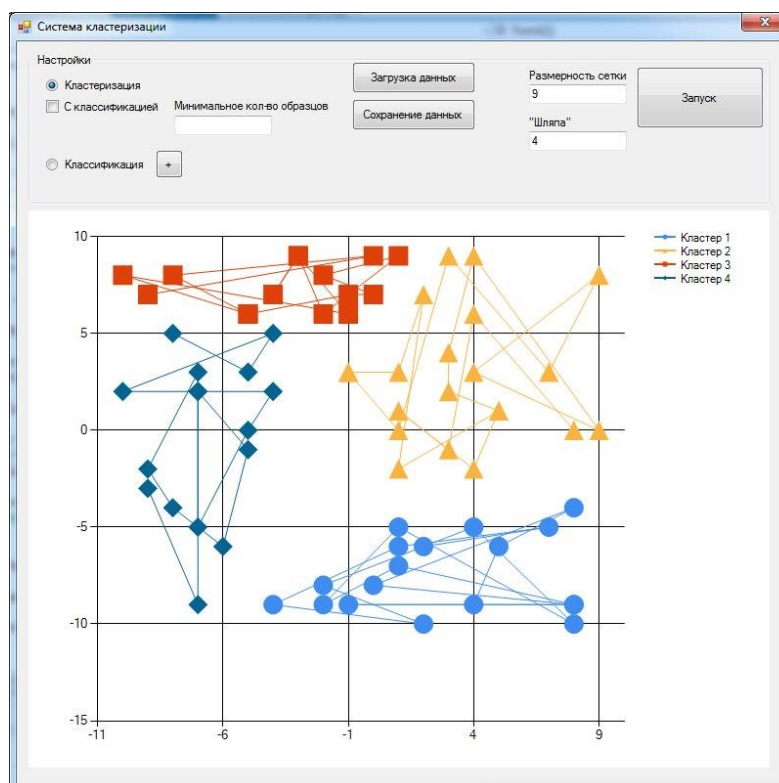 Система кластеризации
Настройки
Кластеризация
С классификацией
Минимальное кол-во образцов
Классификация
+
Загрузка данных
Сохранение данных
Размерность сетки
9
"Шляпа"
4
Запуск
Кластер 1
Кластер 2
Кластер 3
Кластер 4
10
5
0
-5
-10
-15
-11
-6
-1
4
9